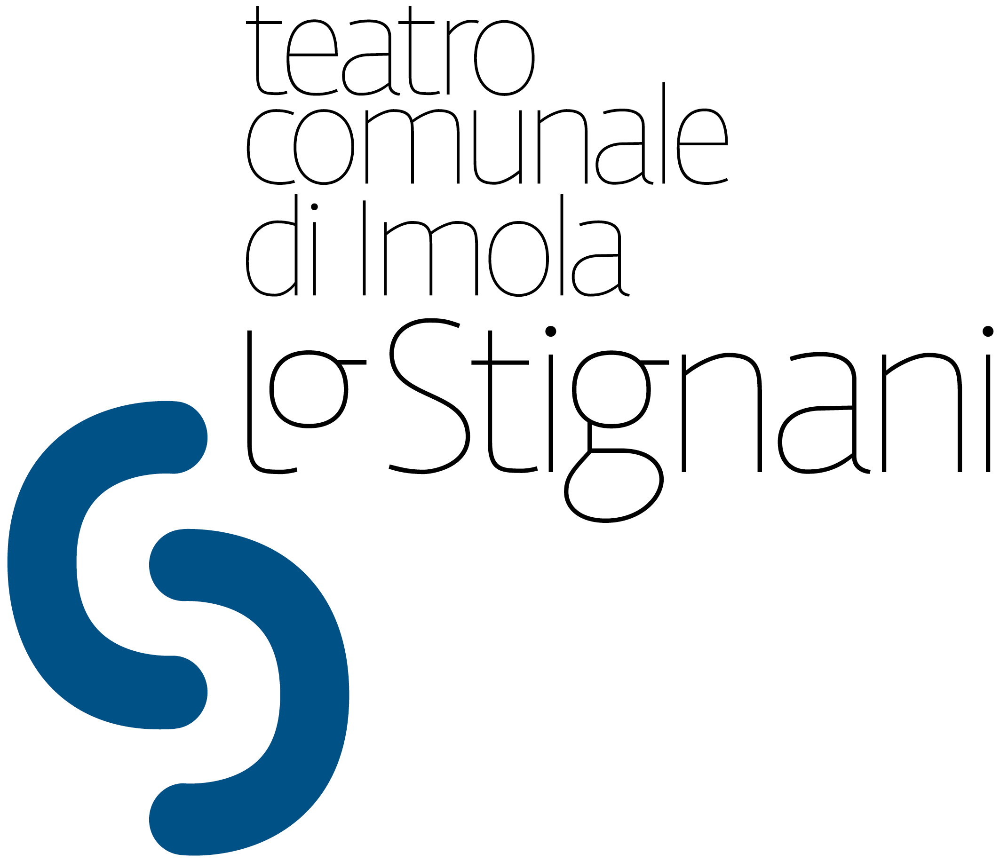 teatro
comunale
di Imola
lo Stignani